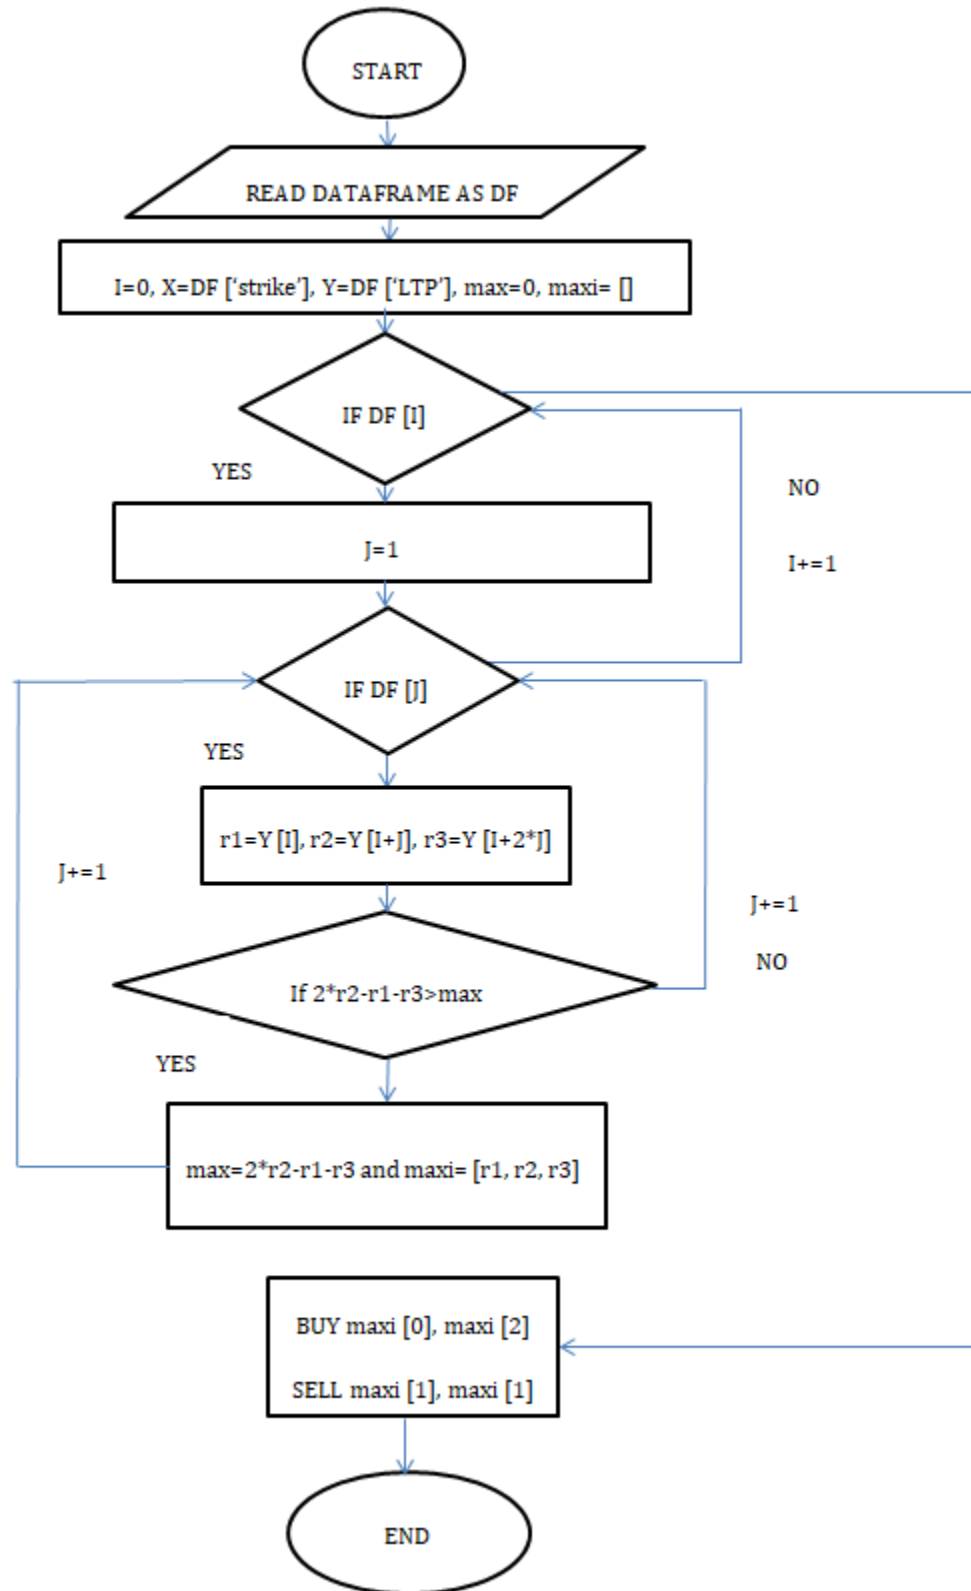 START
READ DATAFRAME AS DF
I=0, X=DF [‘strike’], Y=DF [‘LTP’], max=0, maxi= []
IF DF [I]
YES
NO
J=1
I+=1
IF DF [J]
YES
r1=Y [I], r2=Y [I+J], r3=Y [I+2*J]
J+=1
J+=1
NO
If 2*r2-r1-r3>max
YES
max=2*r2-r1-r3 and maxi= [r1, r2, r3]
BUY maxi [0], maxi [2]
SELL maxi [1], maxi [1]
END